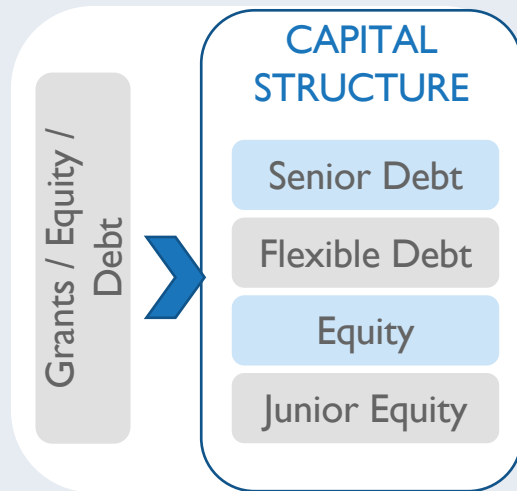 Grants / Equity /
Debt
CAPITAL
STRUCTURE
Senior Debt
Flexible Debt
Equity
Junior Equity